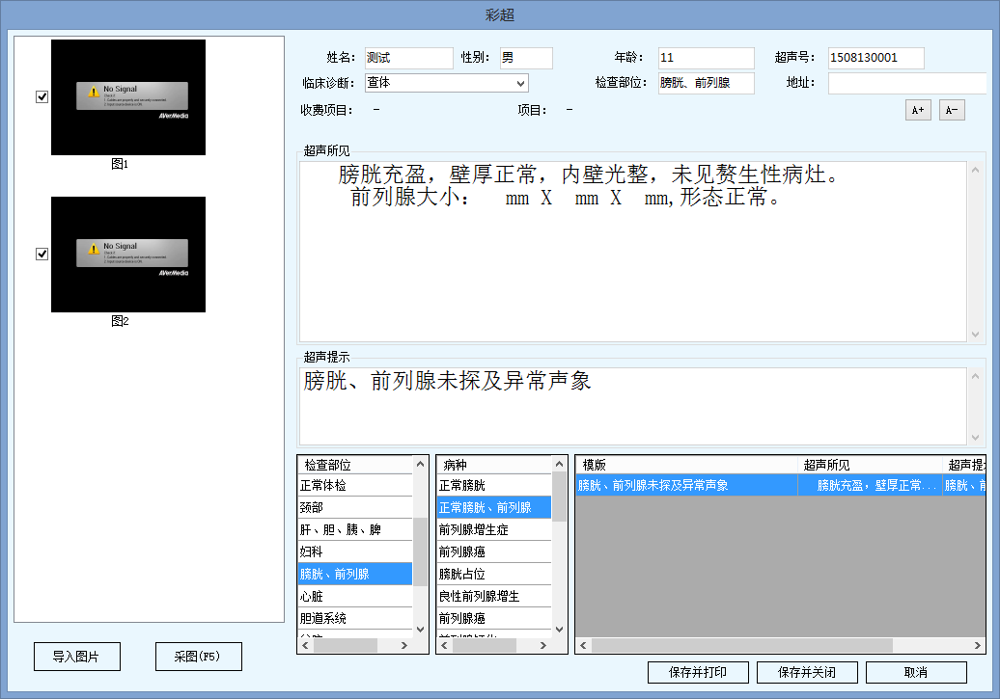 彩超
No Signal
AVerMedia
图1
No Signal
AVerMedia
图2
导入图片 采图(F5)
姓名: 测试 性别: 男 年龄: 11 超声号: 1508130001
临床诊断: 查体 检查部位: 膀胱、前列腺 地址:
收费项目: - 项目: -
A+ A-
超声所见
膀胱充盈，壁厚正常，内壁光整，未见赘生性病灶。
前列腺大小： mm X mm X mm,形态正常。
超声提示
膀胱、前列腺未探及异常声象
检查部位
正常体检
颈部
肝、胆、胰、脾
妇科
膀胱、前列腺
心脏
胆道系统
病种
正常膀胱
正常膀胱、前列腺
前列腺增生症
前列腺癌
膀胱占位
良性前列腺增生
前列腺癌
模版 超声所见 超声提
膀胱、前列腺未探及异常声象 膀胱充盈，壁厚正常... 膀胱、前
保存并打印 保存并关闭 取消